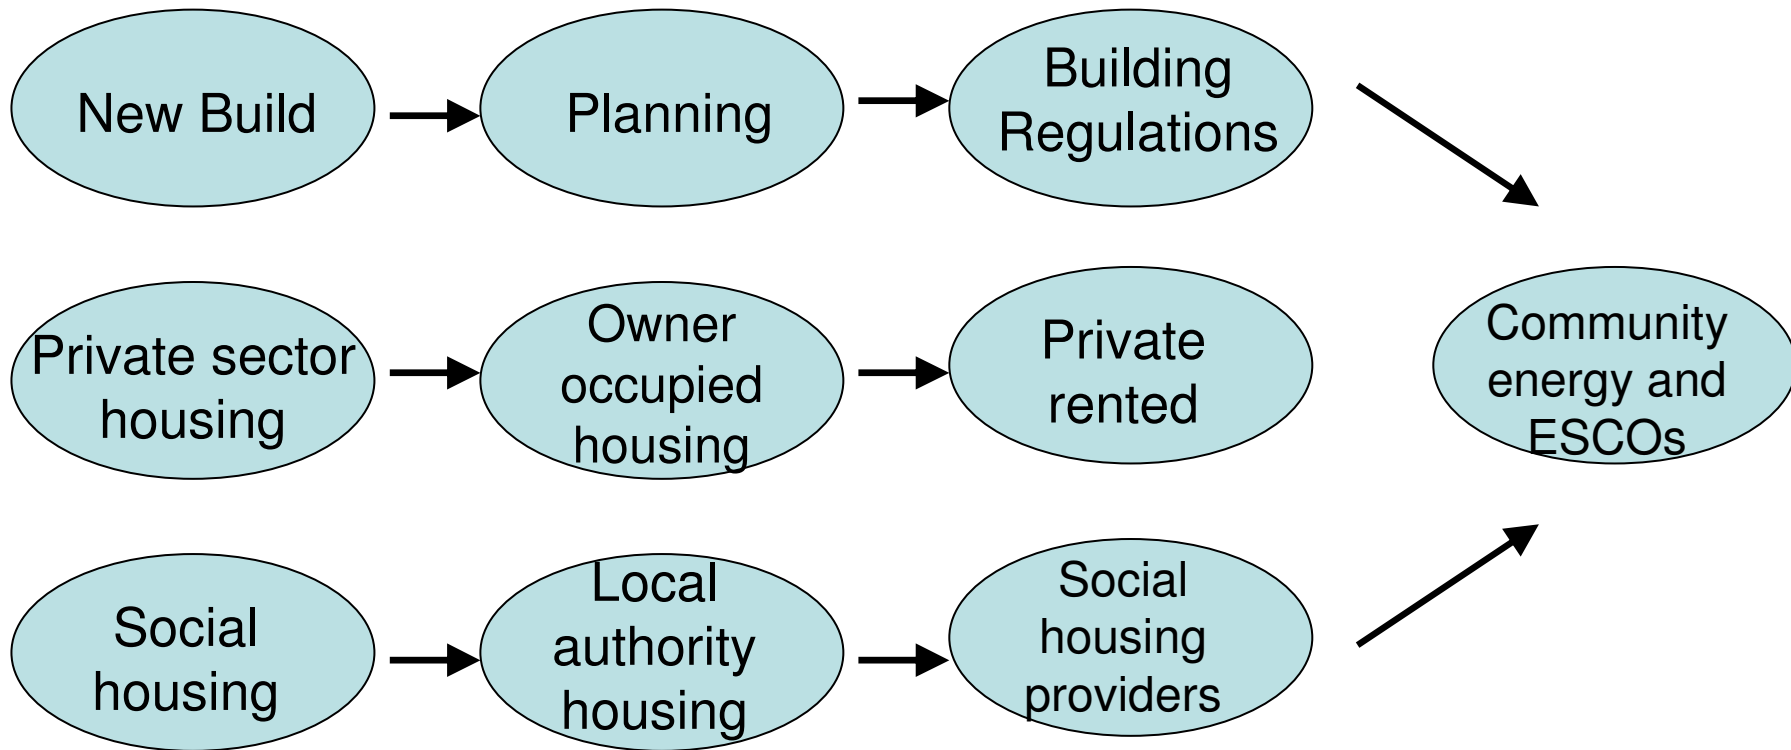 New Build
Planning
Building
Regulations
Private sector
housing
Owner
occupied
housing
Private
rented
Community
energy and
ESCOs
Social
housing
Local
authority
housing
Social
housing
providers